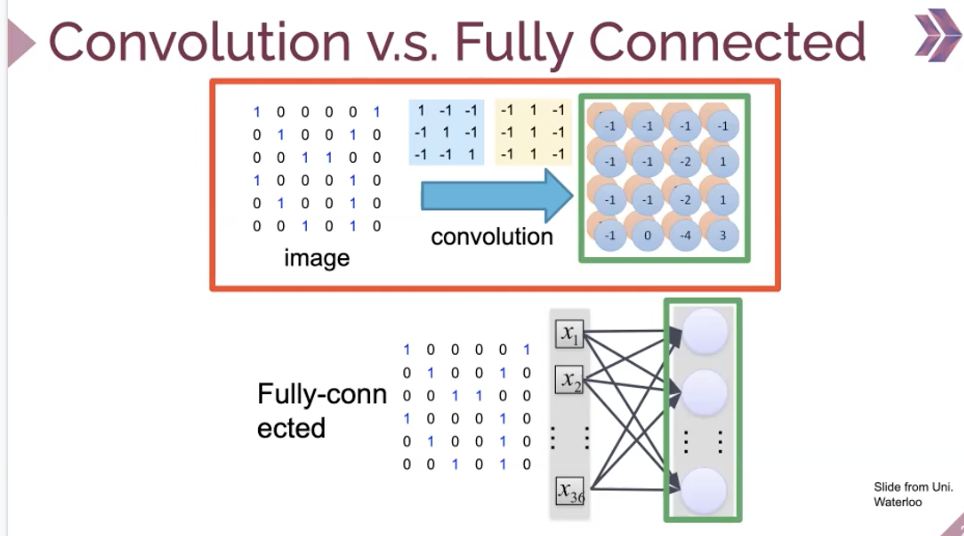 Convolution v.s. Fully Connected
1 0 0 0 0 1
0 1 0 0 1 0
0 0 1 1 0 0
1 0 0 0 1 0
0 1 0 0 1 0
0 0 1 0 1 0
image
1 -1 -1
-1 1 -1
-1 -1 1
-1 1 -1
-1 1 -1
-1 1 -1
convolution
-1 -1 -1 -1
-1 -1 -2 1
-1 -1 -2 1
-1 0 -4 3
Fully-conn
ected
1 0 0 0 0 1
0 1 0 0 1 0
0 0 1 1 0 0
1 0 0 0 1 0
0 1 0 0 1 0
0 0 1 0 1 0
x1
x2
⋮ ⋮
x36
⋮ ⋮
Slide from Uni.
Waterloo